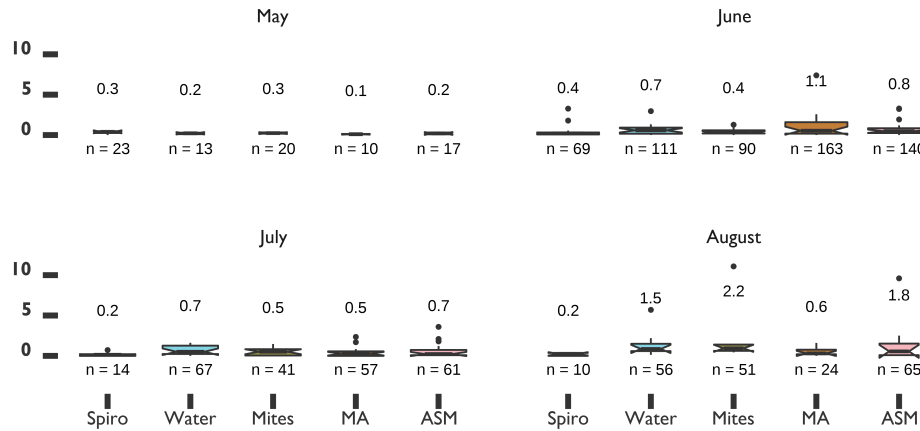 May
June
10
5
0
0.3
0.2
0.3
0.1
0.2
0.4
0.7
0.4
1.1
0.8
n = 23
n = 13
n = 20
n = 10
n = 17
n = 69
n = 111
n = 90
n = 163
n = 140
July
August
10
5
0
0.2
0.7
0.5
0.5
0.7
0.2
1.5
2.2
0.6
1.8
n = 14
n = 67
n = 41
n = 57
n = 61
n = 10
n = 56
n = 51
n = 24
n = 65
Spiro
Water
Mites
MA
ASM
Spiro
Water
Mites
MA
ASM